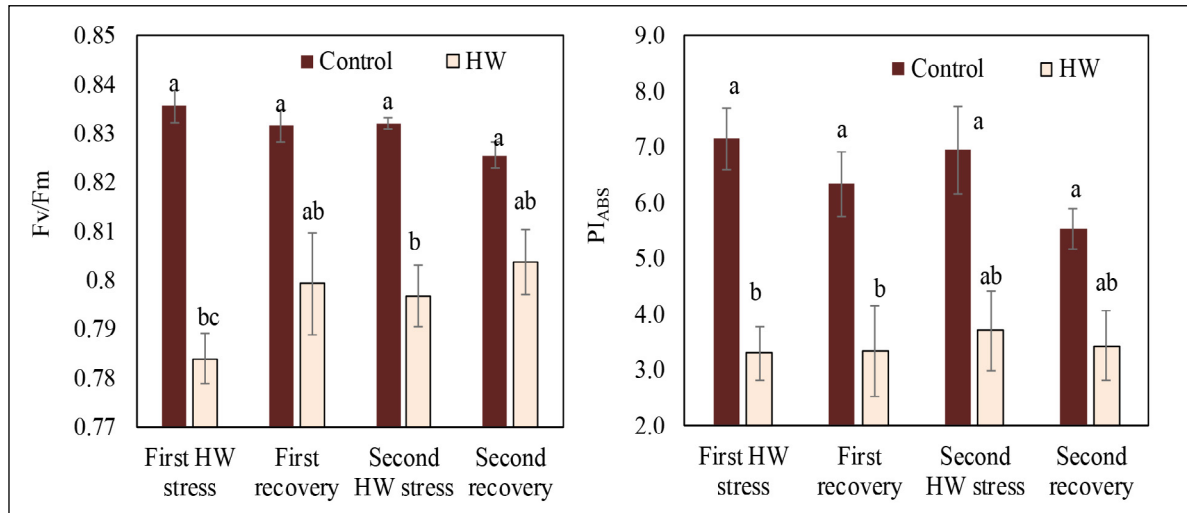 0.85
0.84
0.83
0.82
0.81
0.8
0.79
0.78
0.77
Fv/Fm
Control HW
a a a a
bc ab b ab
First HW stress
First recovery
Second HW stress
Second recovery
9.0
8.0
7.0
6.0
5.0
4.0
3.0
2.0
PI_ABS
Control HW
a a a a
b b ab ab
First HW stress
First recovery
Second HW stress
Second recovery